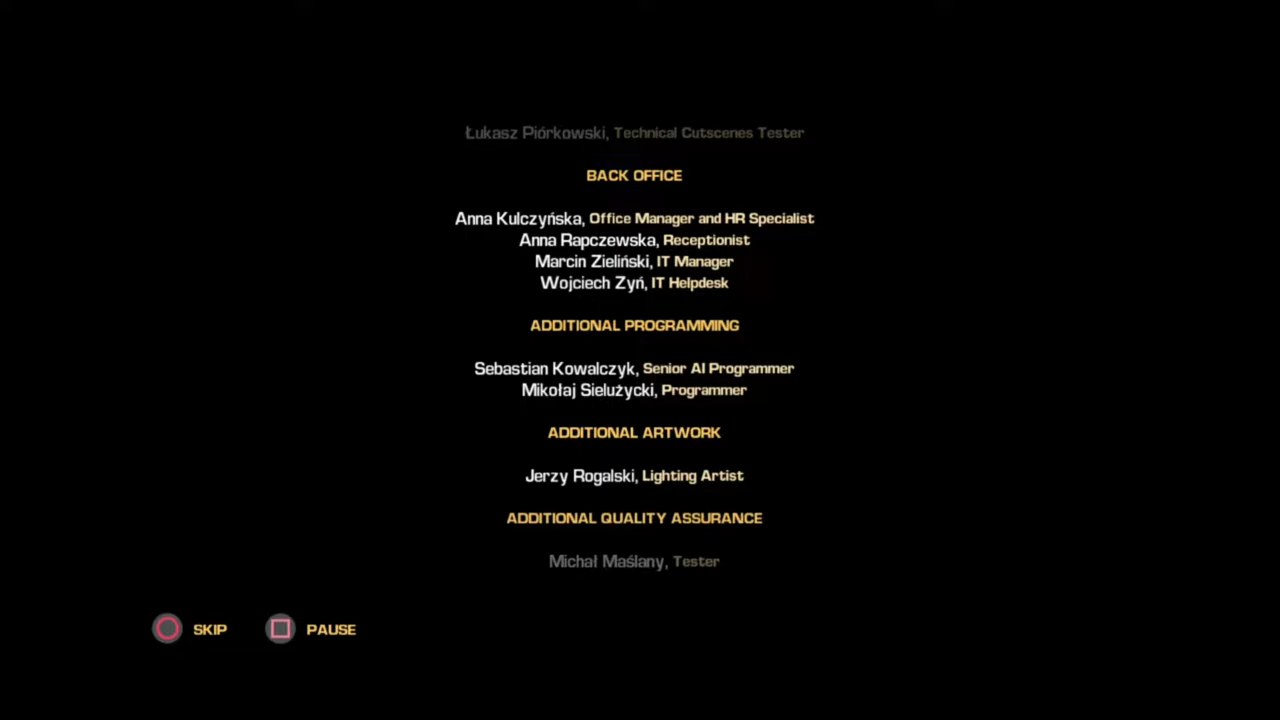 Łukasz Piórkowski, Technical Cutscenes Tester
BACK OFFICE
Anna Kulczyńska, Office Manager and HR Specialist
Anna Rapczewska, Receptionist
Marcin Zieliński, IT Manager
Wojciech Zyń, IT Helpdesk
ADDITIONAL PROGRAMMING
Sebastian Kowalczyk, Senior AI Programmer
Mikołaj Sielużycki, Programmer
ADDITIONAL ARTWORK
Jerzy Rogalski, Lighting Artist
ADDITIONAL QUALITY ASSURANCE
Michał Maślany, Tester
SKIP PAUSE